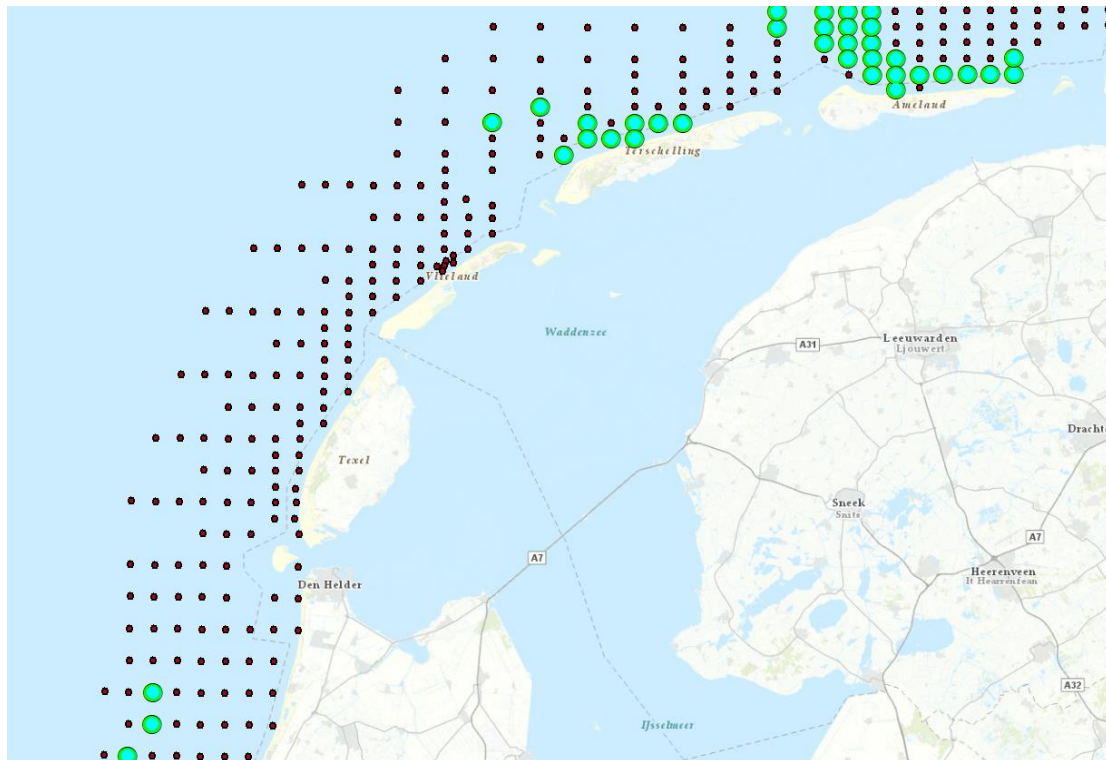 Ameland
Terschelling
Vlieland
Waddenzee
A31
Leeuwarden
Ljouwert
Texel
Dracht
Sneek
Snits
A7
A7
Heerenveen
It Hearrenfean
Den Helder
A32
IJsselmeer